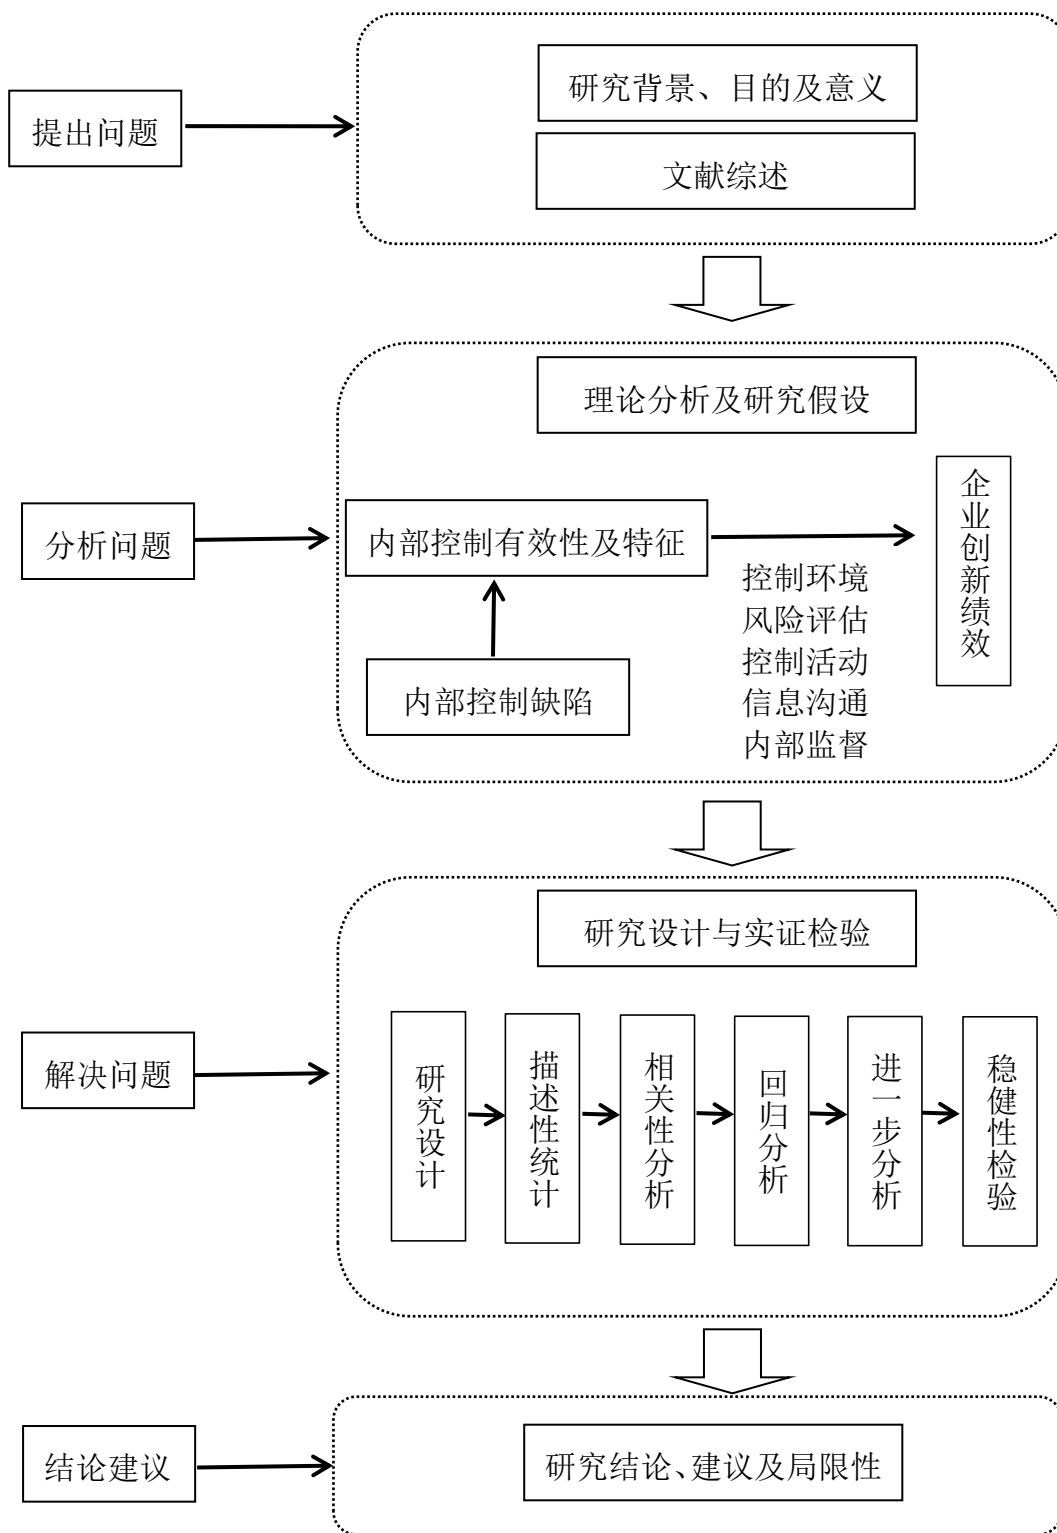 提出问题
研究背景、目的及意义
文献综述
理论分析及研究假设
分析问题
内部控制有效性及特征
内部控制缺陷
控制环境
风险评估
控制活动
信息沟通
内部监督
企业创新绩效
研究设计与实证检验
解决问题
研究设计
描述性统计
相关性分析
回归分析
进一步分析
稳健性检验
结论建议
研究结论、建议及局限性